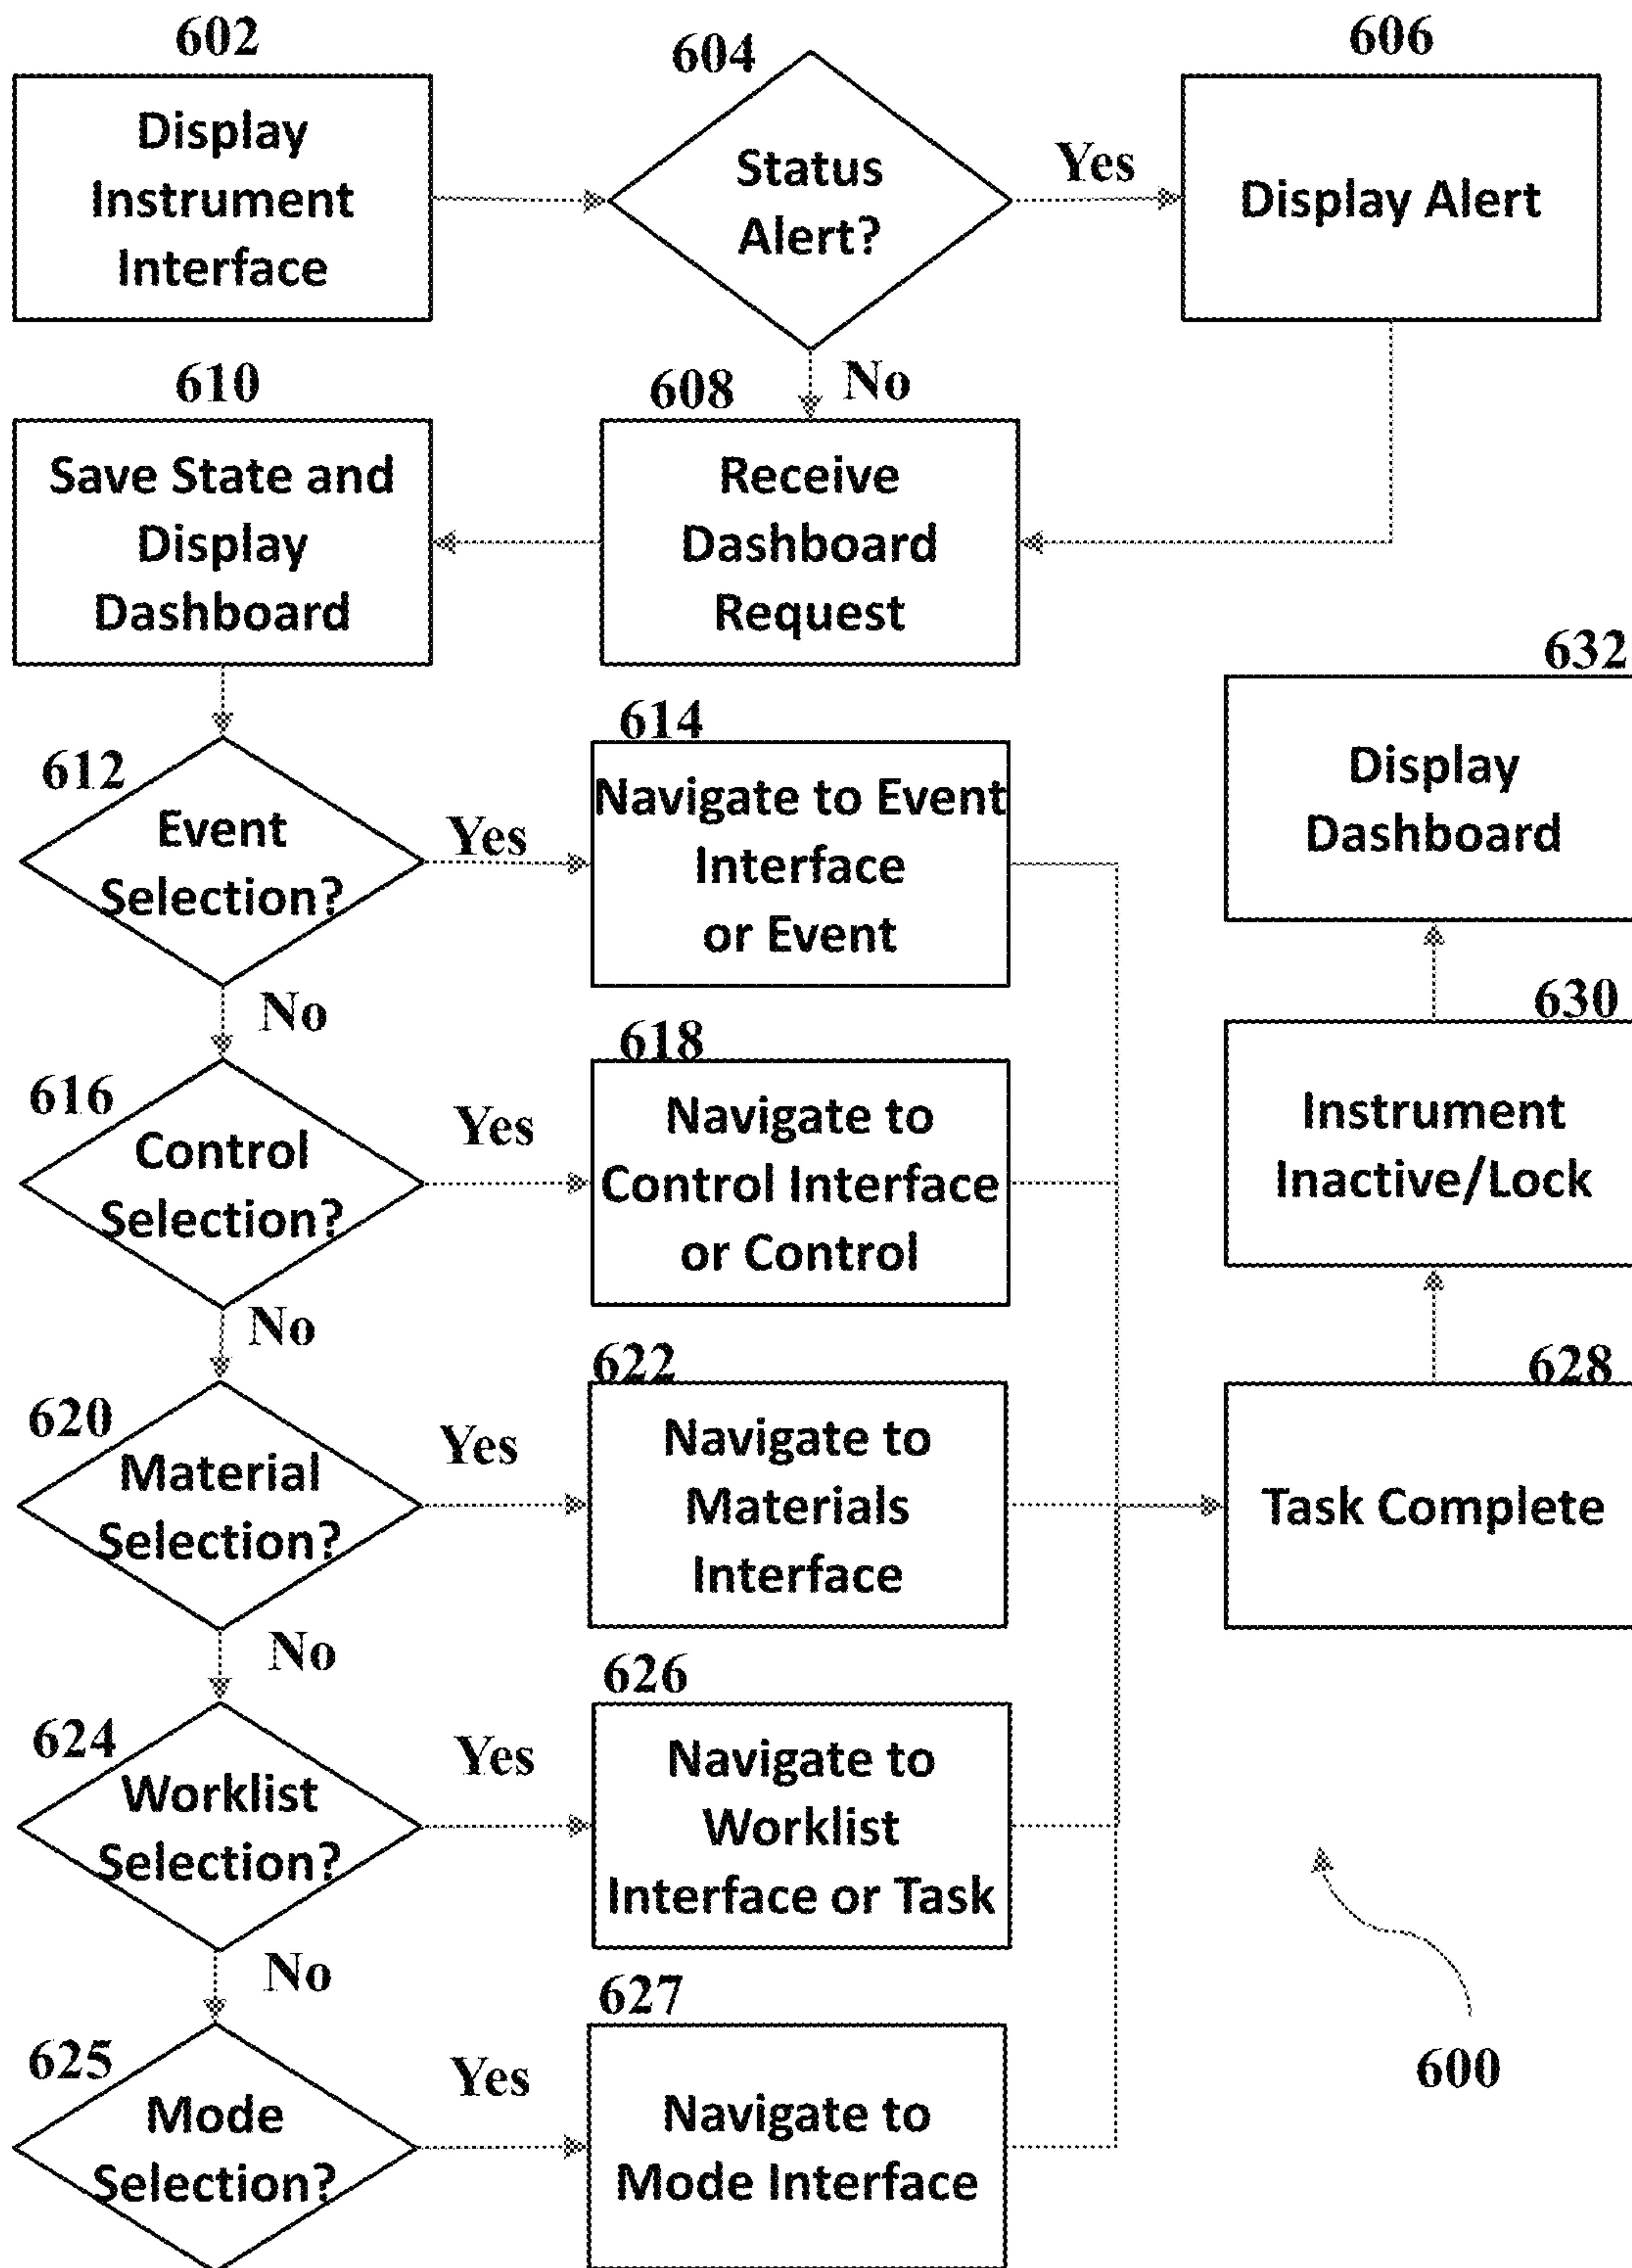 602
Display
Instrument
Interface
604
Status
Alert?
Yes
606
Display Alert
No
610
Save State and
Display
Dashboard
608
Receive
Dashboard
Request
632
Display
Dashboard
612
Event
Selection?
Yes
614
Navigate to Event
Interface
or Event
No
630
Instrument
Inactive/Lock
616
Control
Selection?
Yes
618
Navigate to
Control Interface
or Control
No
628
Task Complete
620
Material
Selection?
Yes
622
Navigate to
Materials
Interface
No
624
Worklist
Selection?
Yes
626
Navigate to
Worklist
Interface or Task
No
625
Mode
Selection?
Yes
627
Navigate to
Mode Interface
600